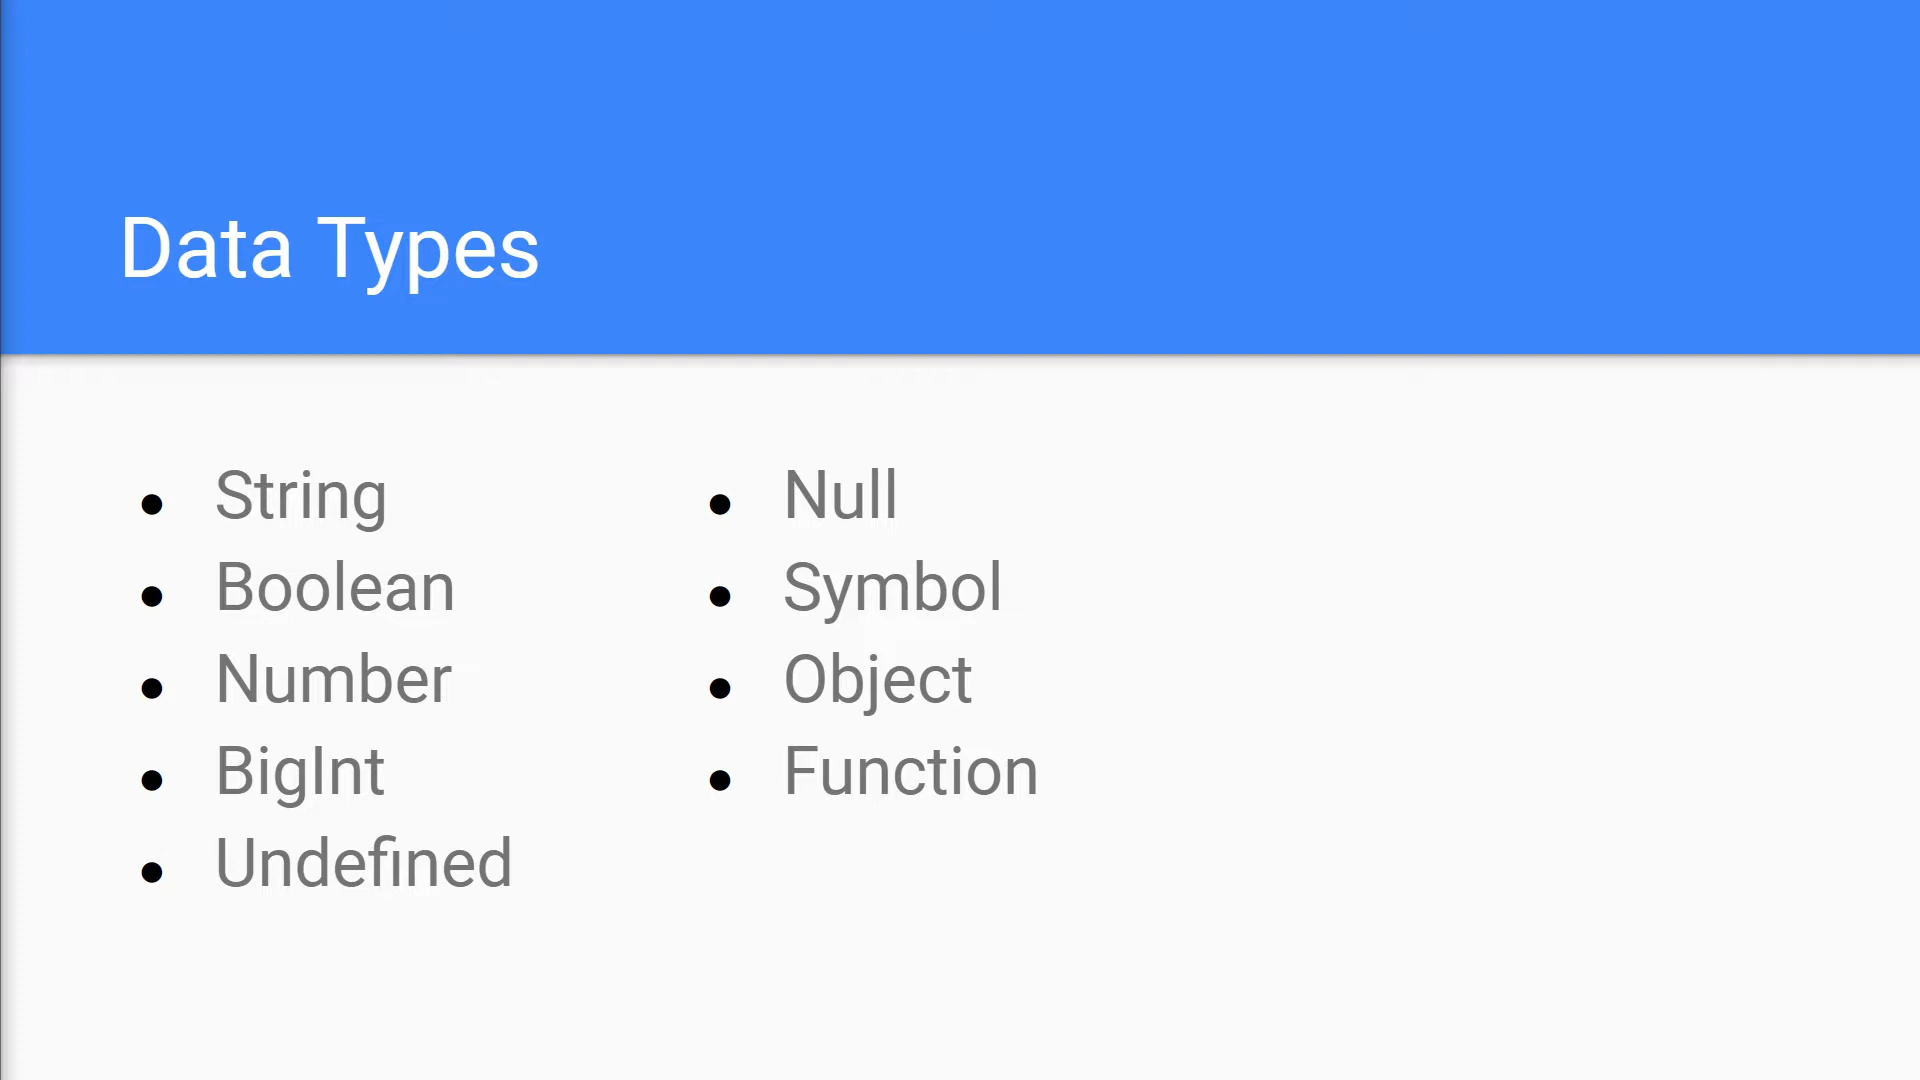 Data Types
● String
● Boolean
● Number
● BigInt
● Undefined
● Null
● Symbol
● Object
● Function